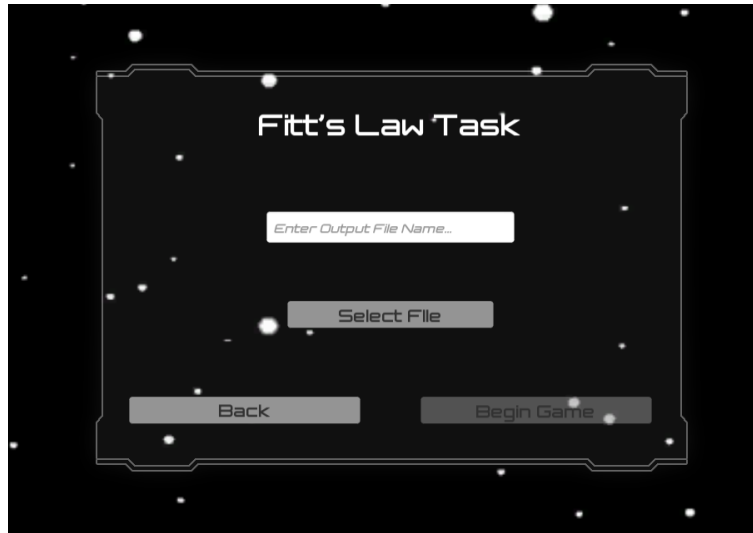 Fitt's Law Task
Enter Output File Name...
Select File
Back
Begin Game